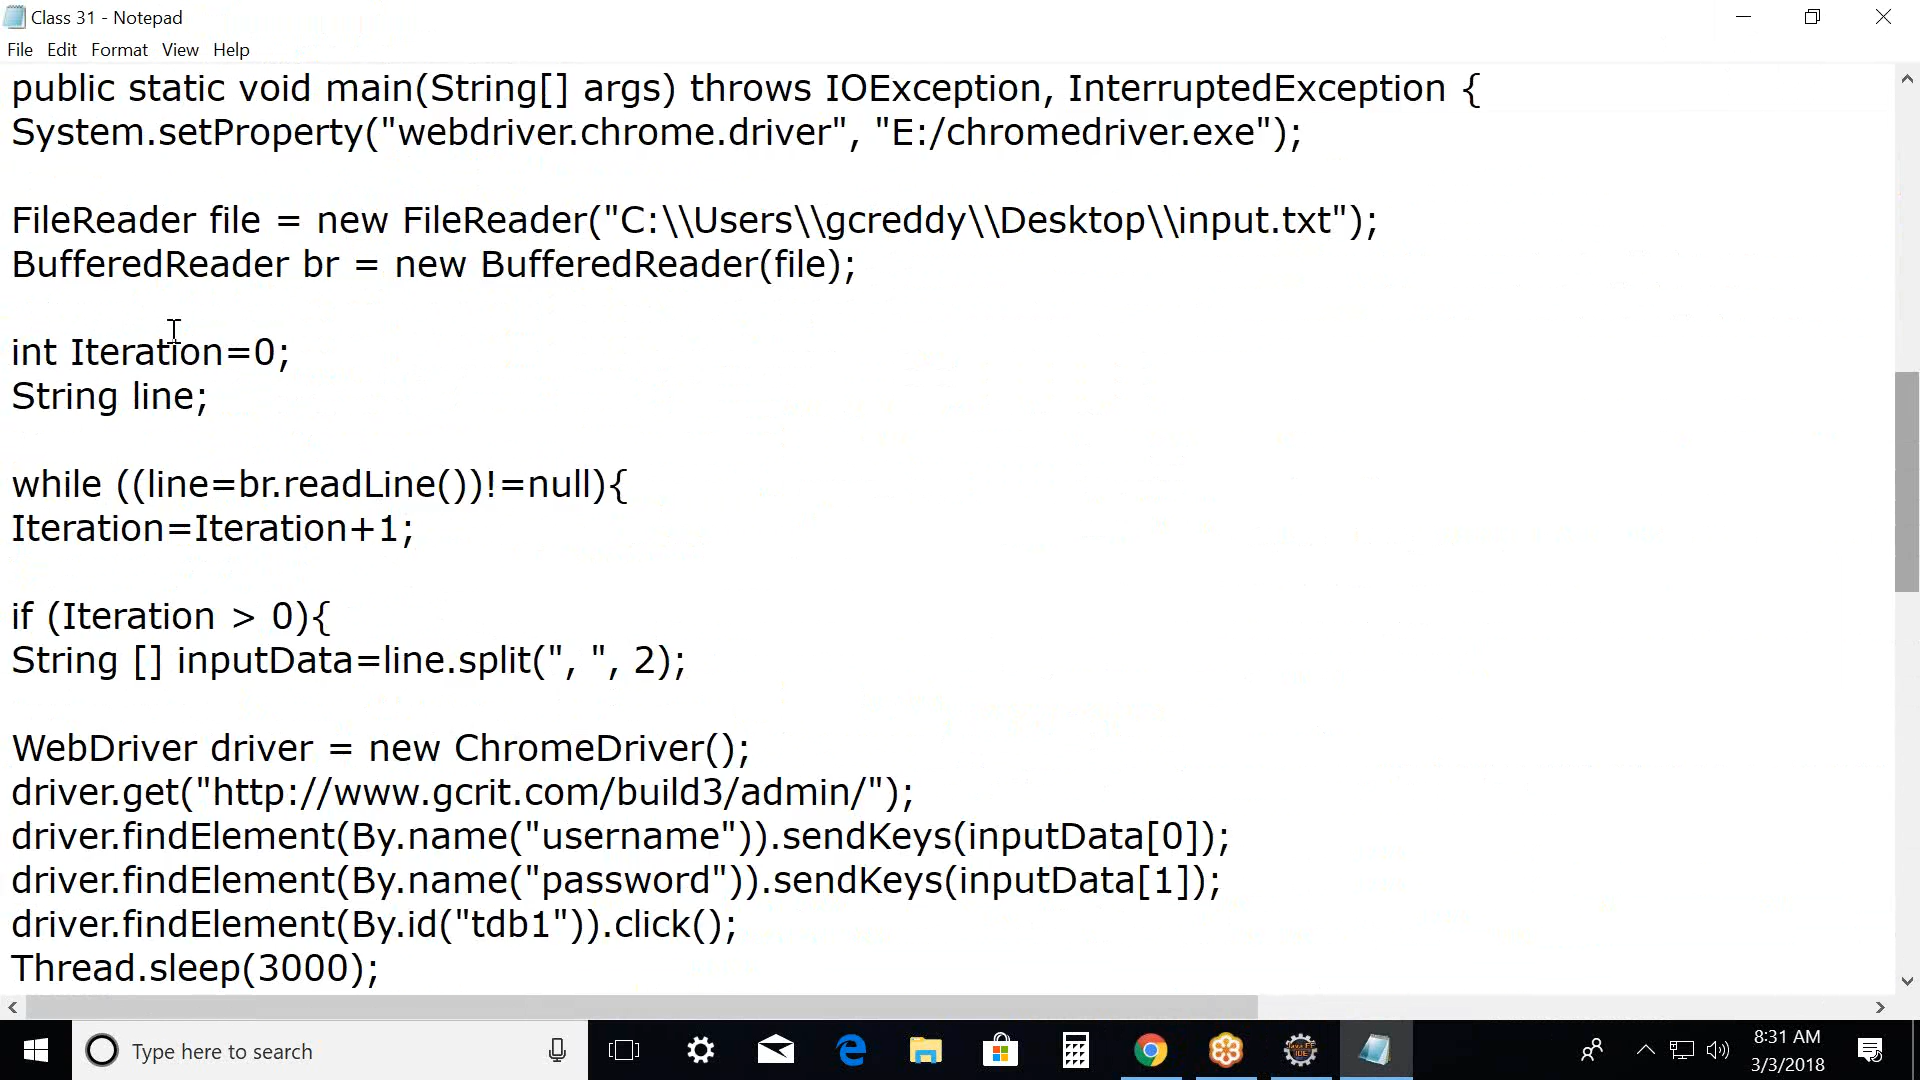 Class 31 - Notepad
File Edit Format View Help
public static void main(String[] args) throws IOException, InterruptedException {
System.setProperty("webdriver.chrome.driver", "E:/chromedriver.exe");
FileReader file = new FileReader("C:\\Users\\gcreddy\\Desktop\\input.txt");
BufferedReader br = new BufferedReader(file);
int Iteration=0;
String line;
while ((line=br.readLine())!=null){
Iteration=Iteration+1;
if (Iteration > 0){
String [] inputData=line.split(", ", 2);
WebDriver driver = new ChromeDriver();
driver.get("http://www.gcrit.com/build3/admin/");
driver.findElement(By.name("username")).sendKeys(inputData[0]);
driver.findElement(By.name("password")).sendKeys(inputData[1]);
driver.findElement(By.id("tdb1")).click();
Thread.sleep(3000);
Type here to search
8:31 AM
3/3/2018